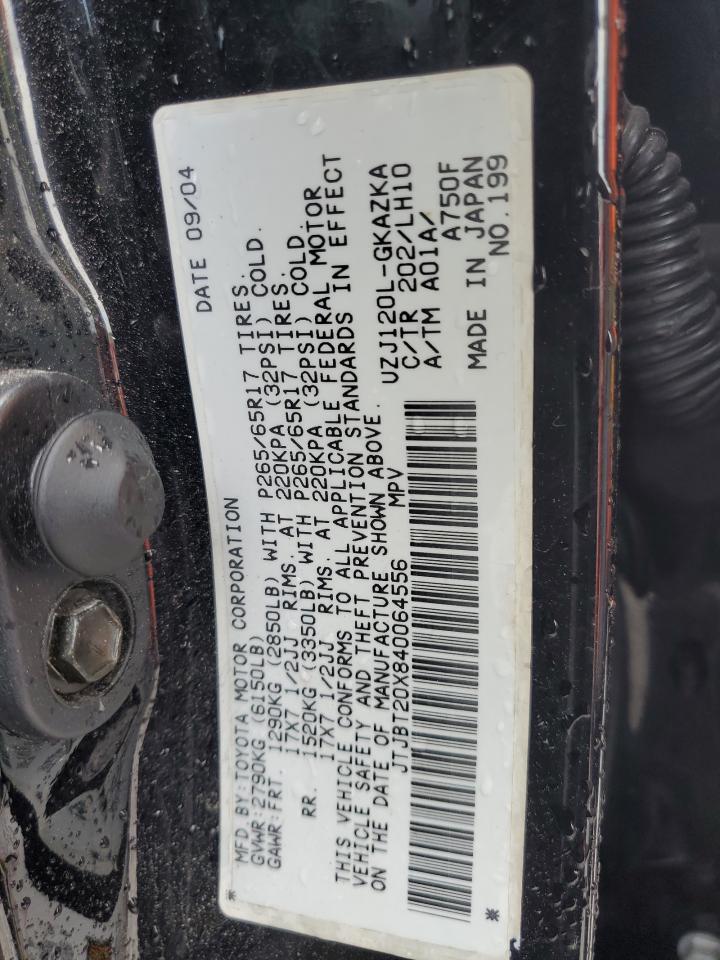 DATE 09/04
MFD. BY: TOYOTA MOTOR CORPORATION
GVWR: 2790KG (6150LB)
GAWR: FRT. 1290KG (2850LB) WITH P265/65R17 TIRES.
17X7 1/2JJ RIMS. AT 220KPA (32PSI) COLD.
RR. 1520KG (3350LB) WITH P265/65R17 TIRES.
17X7 1/2JJ RIMS. AT 220KPA (32PSI) COLD.
THIS VEHICLE CONFORMS TO ALL APPLICABLE FEDERAL MOTOR
VEHICLE SAFETY AND THEFT PREVENTION STANDARDS IN EFFECT
ON THE DATE OF MANUFACTURE SHOWN ABOVE.
JTJBT20X840064556 MPV
UZJ120L-GKAZKA
C/TR 202/LH10
A/TM A01A/
A750F
MADE IN JAPAN
NO.199